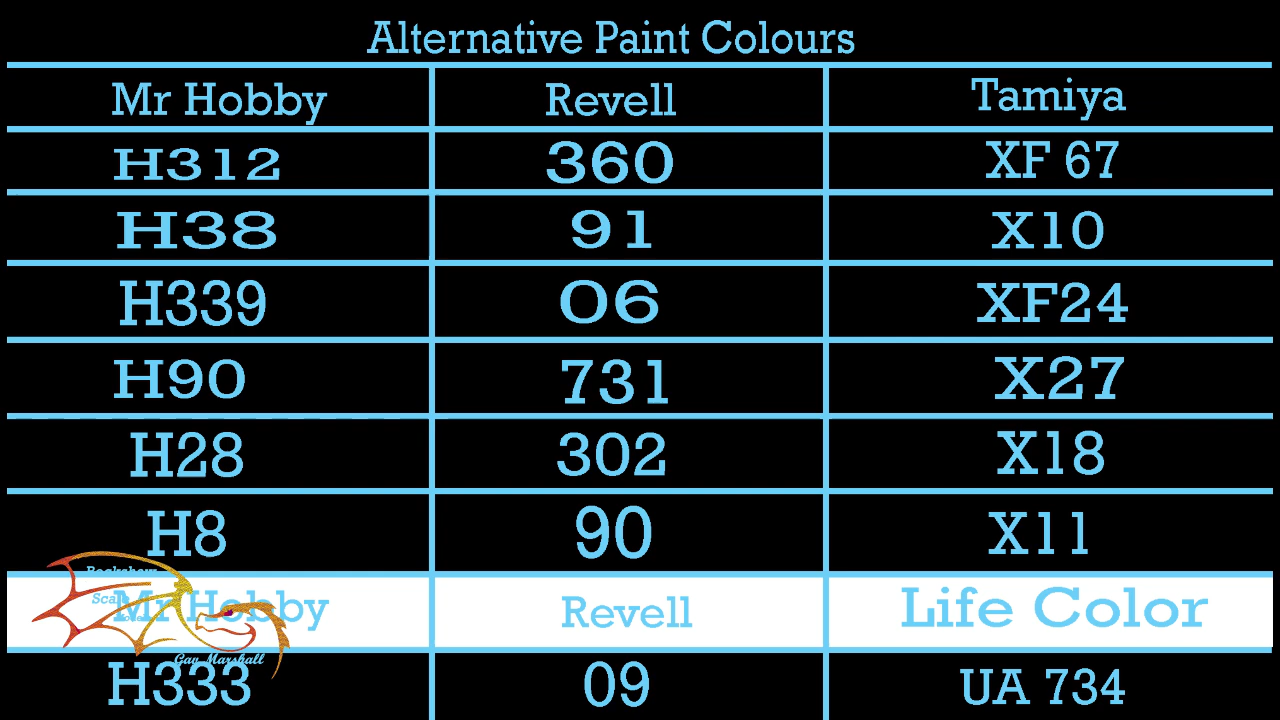 Alternative Paint Colours
Mr Hobby Revell Tamiya
H312 360 XF 67
H38 91 X10
H339 06 XF24
H90 731 X27
H28 302 X18
H8 90 X11
Mr Hobby Revell Life Color
Gay Marshall
H333 09 UA 734